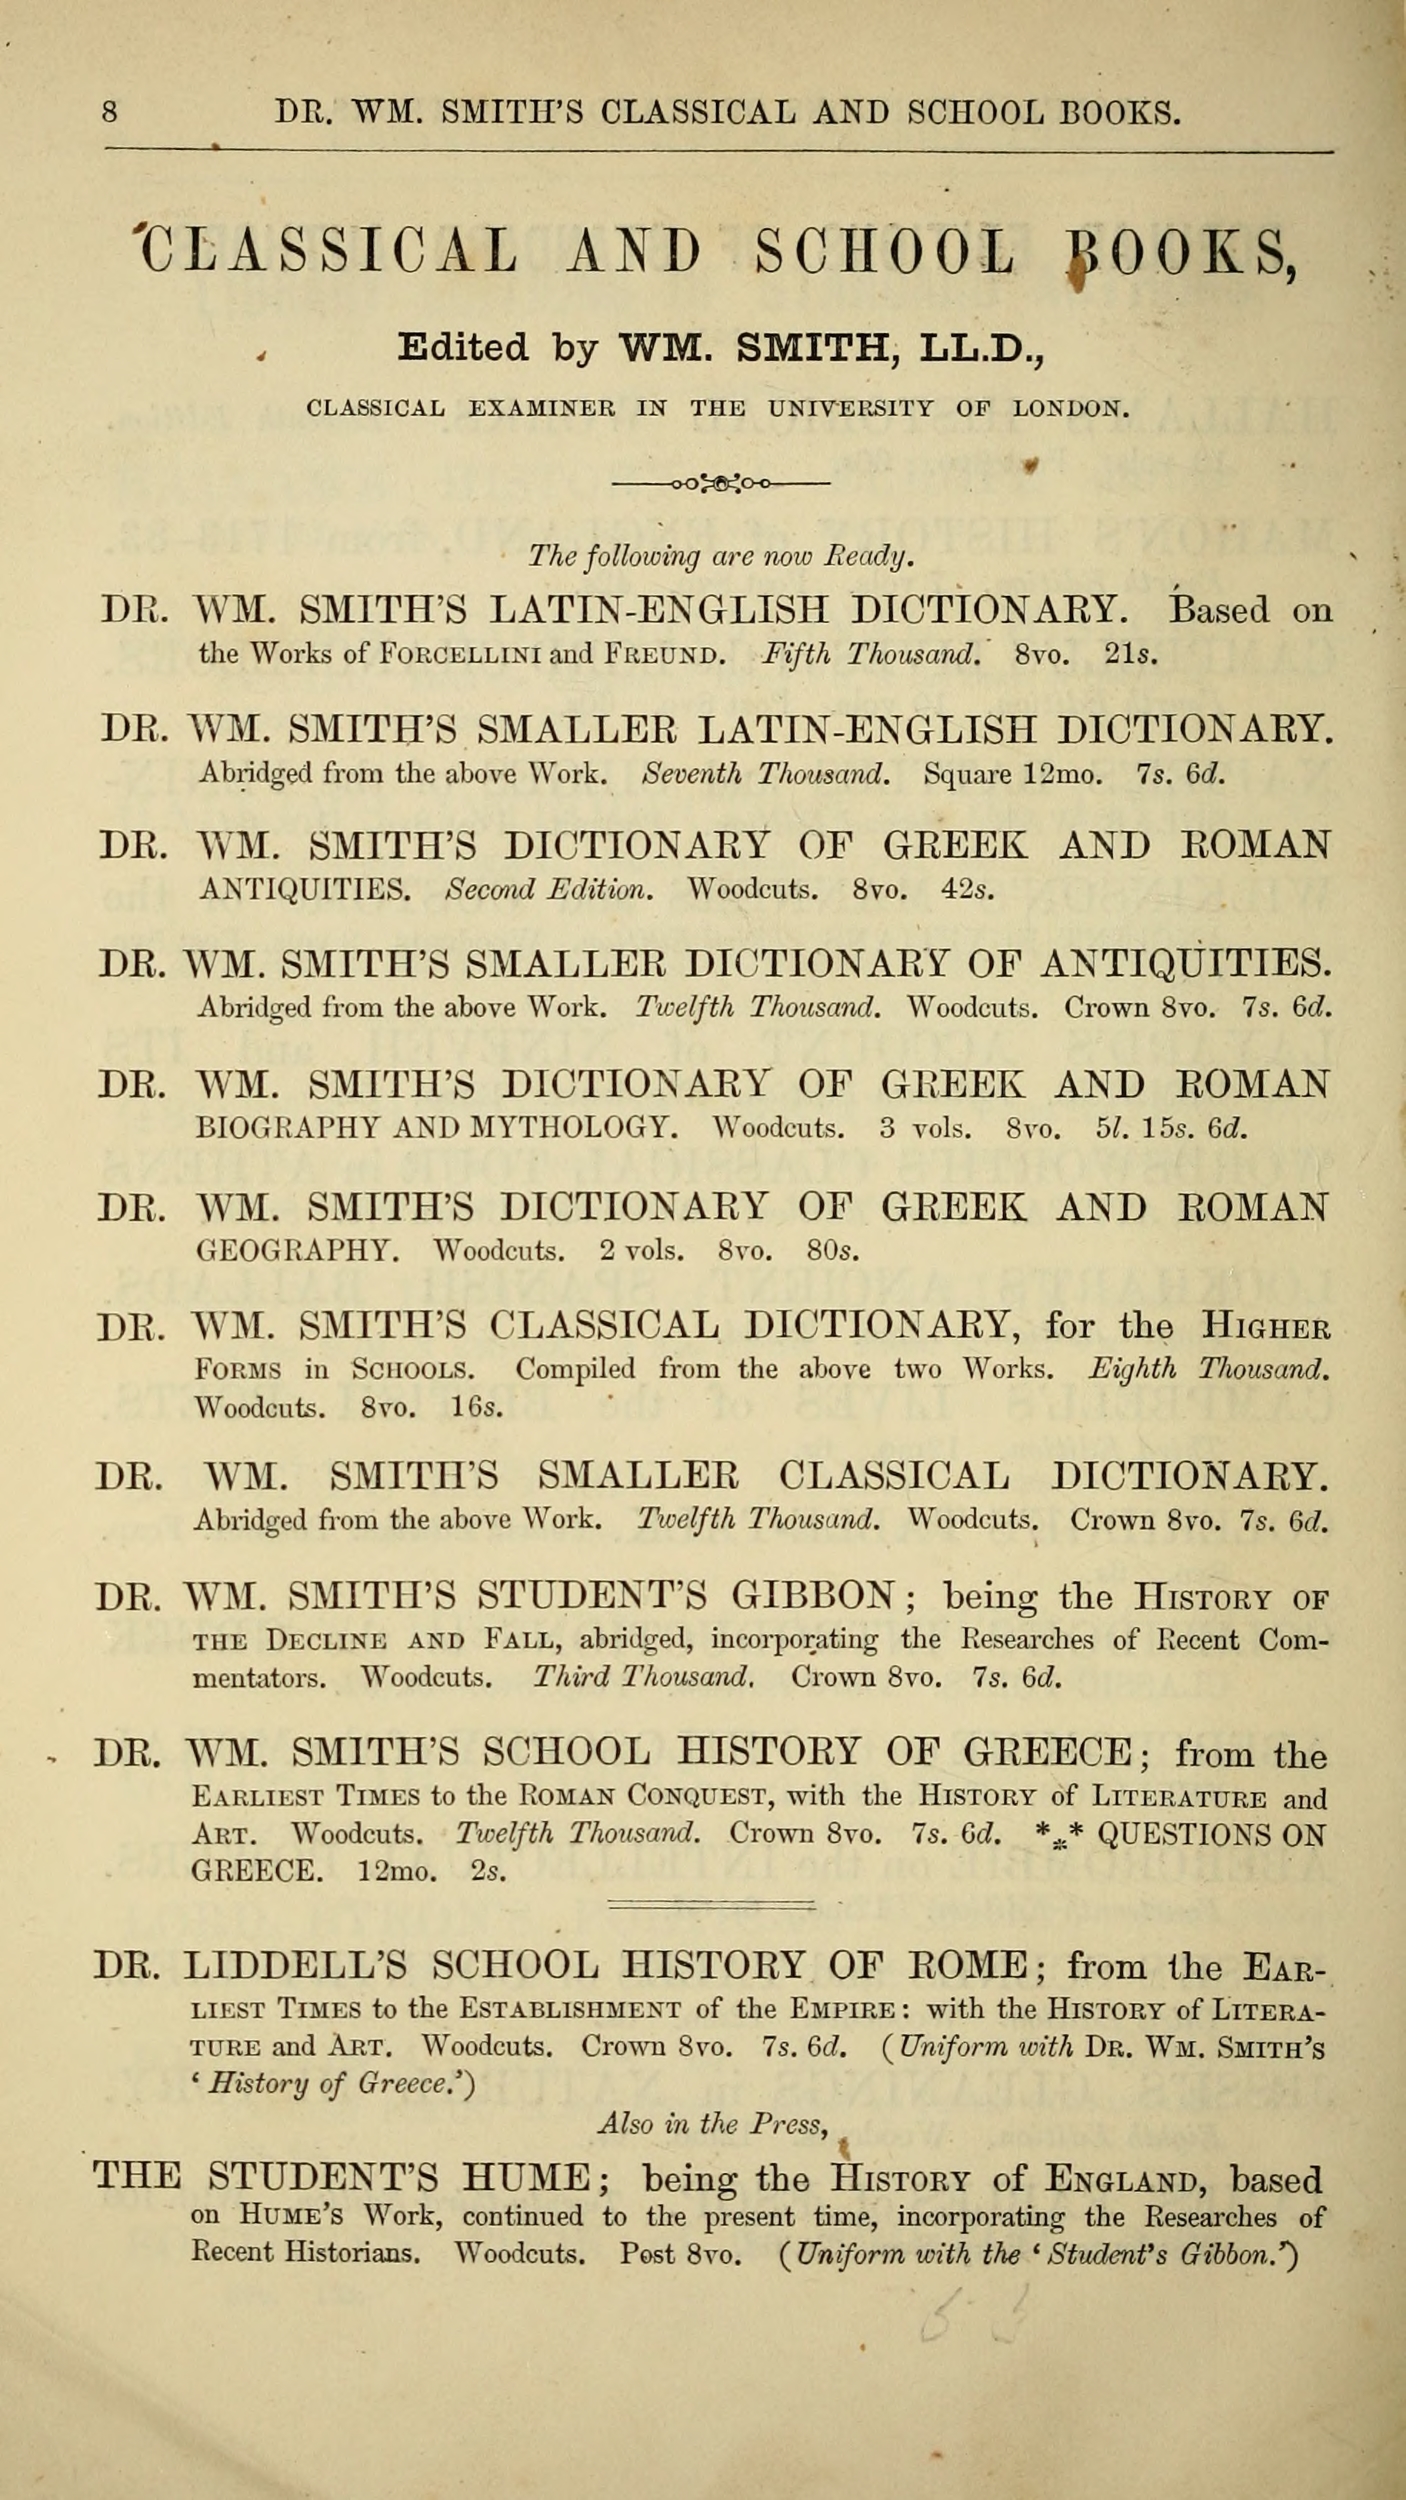 8 DR. WM. SMITH'S CLASSICAL AND SCHOOL BOOKS.
CLASSICAL AND SCHOOL BOOKS,
Edited by WM. SMITH, LL.D.,
CLASSICAL EXAMINER IN THE UNIVERSITY OF LONDON.
The following are now Ready.
DR. WM. SMITH'S LATIN-ENGLISH DICTIONARY. Based on
the Works of FORCELLINI and FREUND. Fifth Thousand. 8vo. 21s.
DR. WM. SMITH'S SMALLER LATIN-ENGLISH DICTIONARY.
Abridged from the above Work. Seventh Thousand. Square 12mo. 7s. 6d.
DR. WM. SMITH'S DICTIONARY OF GREEK AND ROMAN
ANTIQUITIES. Second Edition. Woodcuts. 8vo. 42s.
DR. WM. SMITH'S SMALLER DICTIONARY OF ANTIQUITIES.
Abridged from the above Work. Twelfth Thousand. Woodcuts. Crown 8vo. 7s. 6d.
DR. WM. SMITH'S DICTIONARY OF GREEK AND ROMAN
BIOGRAPHY AND MYTHOLOGY. Woodcuts. 3 vols. 8vo. 5l. 15s. 6d.
DR. WM. SMITH'S DICTIONARY OF GREEK AND ROMAN
GEOGRAPHY. Woodcuts. 2 vols. 8vo. 80s.
DR. WM. SMITH'S CLASSICAL DICTIONARY, for the HIGHER
FORMS in SCHOOLS. Compiled from the above two Works. Eighth Thousand.
Woodcuts. 8vo. 16s.
DR. WM. SMITH'S SMALLER CLASSICAL DICTIONARY.
Abridged from the above Work. Twelfth Thousand. Woodcuts. Crown 8vo. 7s. 6d.
DR. WM. SMITH'S STUDENT'S GIBBON; being the HISTORY OF
THE DECLINE AND FALL, abridged, incorporating the Researches of Recent Com-
mentators. Woodcuts. Third Thousand. Crown 8vo. 7s. 6d.
DR. WM. SMITH'S SCHOOL HISTORY OF GREECE; from the
EARLIEST TIMES to the ROMAN CONQUEST, with the HISTORY of LITERATURE and
ART. Woodcuts. Twelfth Thousand. Crown 8vo. 7s. 6d. *** QUESTIONS ON
GREECE. 12mo. 2s.
DR. LIDDELL'S SCHOOL HISTORY OF ROME; from the EAR-
LIEST TIMES to the ESTABLISHMENT of the EMPIRE: with the HISTORY of LITERA-
TURE and ART. Woodcuts. Crown 8vo. 7s. 6d. (Uniform with DR. WM. SMITH'S
'History of Greece.')
Also in the Press,
THE STUDENT'S HUME; being the HISTORY of ENGLAND, based
on HUME'S Work, continued to the present time, incorporating the Researches of
Recent Historians. Woodcuts. Post 8vo. (Uniform with the 'Student's Gibbon.')